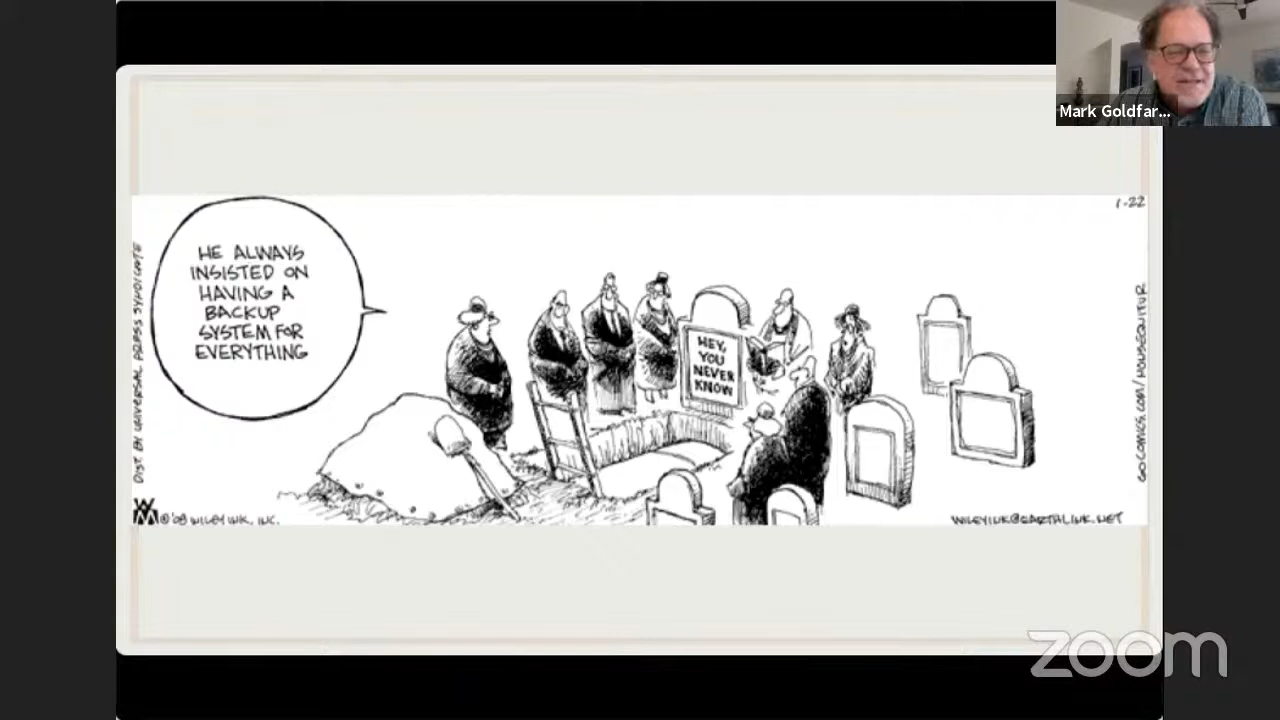 Mark Goldfar...
1-22
HE ALWAYS
INSISTED ON
HAVING A
BACKUP
SYSTEM FOR
EVERYTHING
HEY,
YOU
NEVER
KNOW
DIST. BY UNIVERSAL PRESS SYNDICATE
GOCOMICS.COM/NONSEQUITUR
©'08 WILEY INK, INC.
WILEYINK@EARTHLINK.NET
zoom